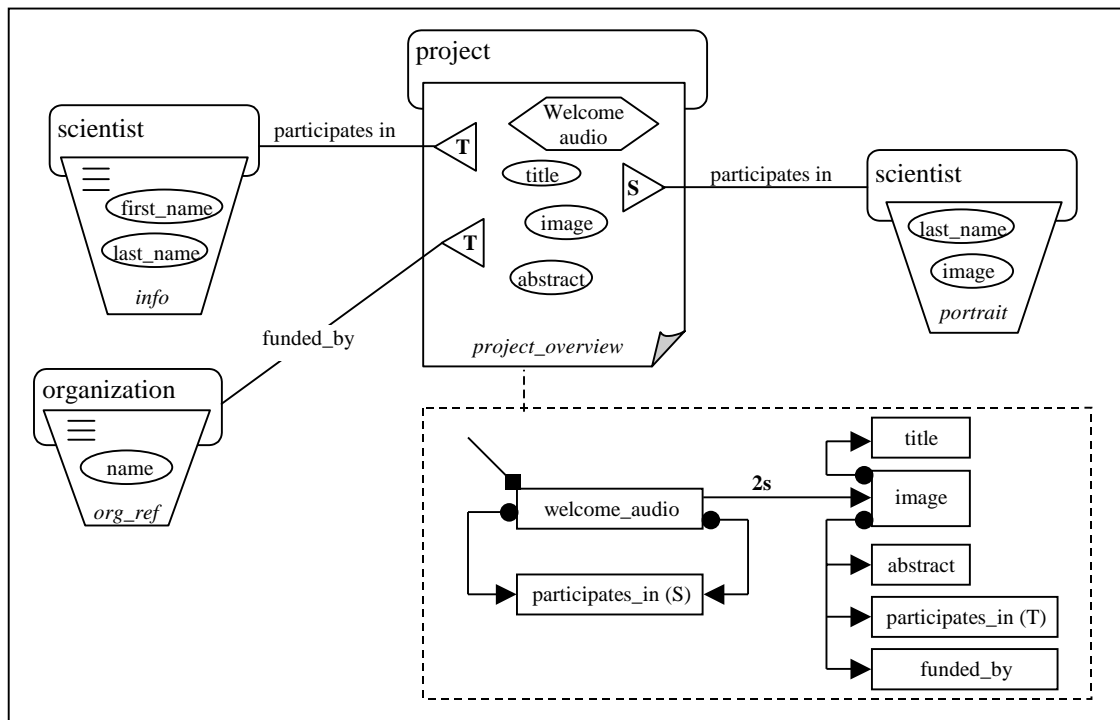 project
Welcome
audio
scientist
participates in
T
title
S
participates in
scientist
first_name
last_name
info
image
T
abstract
project_overview
last_name
image
portrait
funded_by
organization
name
org_ref
title
2s
welcome_audio
image
abstract
participates_in (S)
participates_in (T)
funded_by